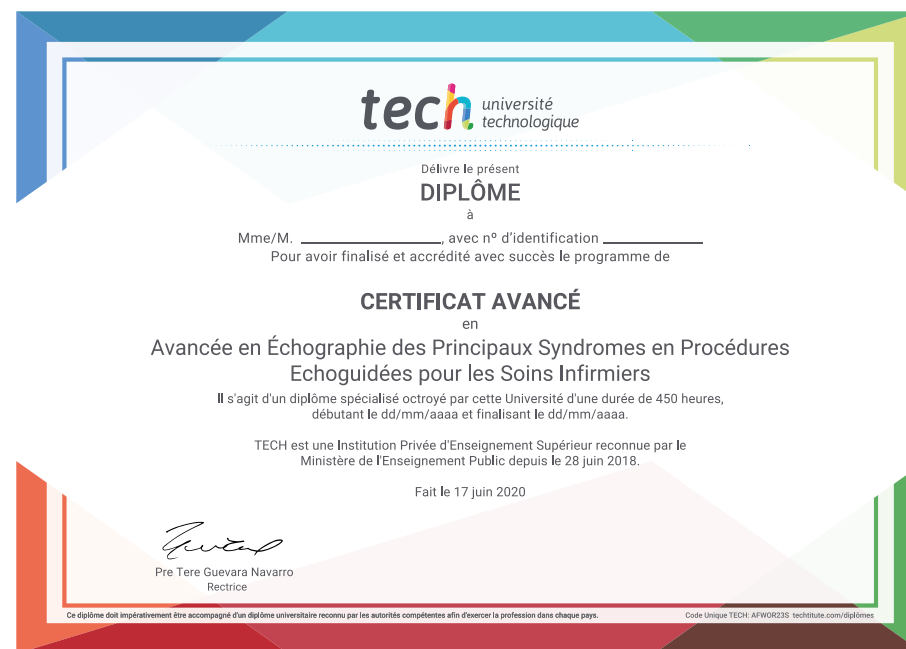 tech université
technologique
Délivre le présent
DIPLÔME
à
Mme/M. ____________________, avec nº d'identification ______________
Pour avoir finalisé et accrédité avec succès le programme de
CERTIFICAT AVANCÉ
en
Avancée en Échographie des Principaux Syndromes en Procédures
Echoguidées pour les Soins Infirmiers
Il s'agit d'un diplôme spécialisé octroyé par cette Université d'une durée de 450 heures,
débutant le dd/mm/aaaa et finalisant le dd/mm/aaaa.
TECH est une Institution Privée d'Enseignement Supérieur reconnue par le
Ministère de l'Enseignement Public depuis le 28 juin 2018.
Fait le 17 juin 2020
Pre Tere Guevara Navarro
Rectrice
Ce diplôme doit impérativement être accompagné d'un diplôme universitaire reconnu par les autorités compétentes afin d'exercer la profession dans chaque pays.
Code Unique TECH: AFWOR23S techtitute.com/diplômes